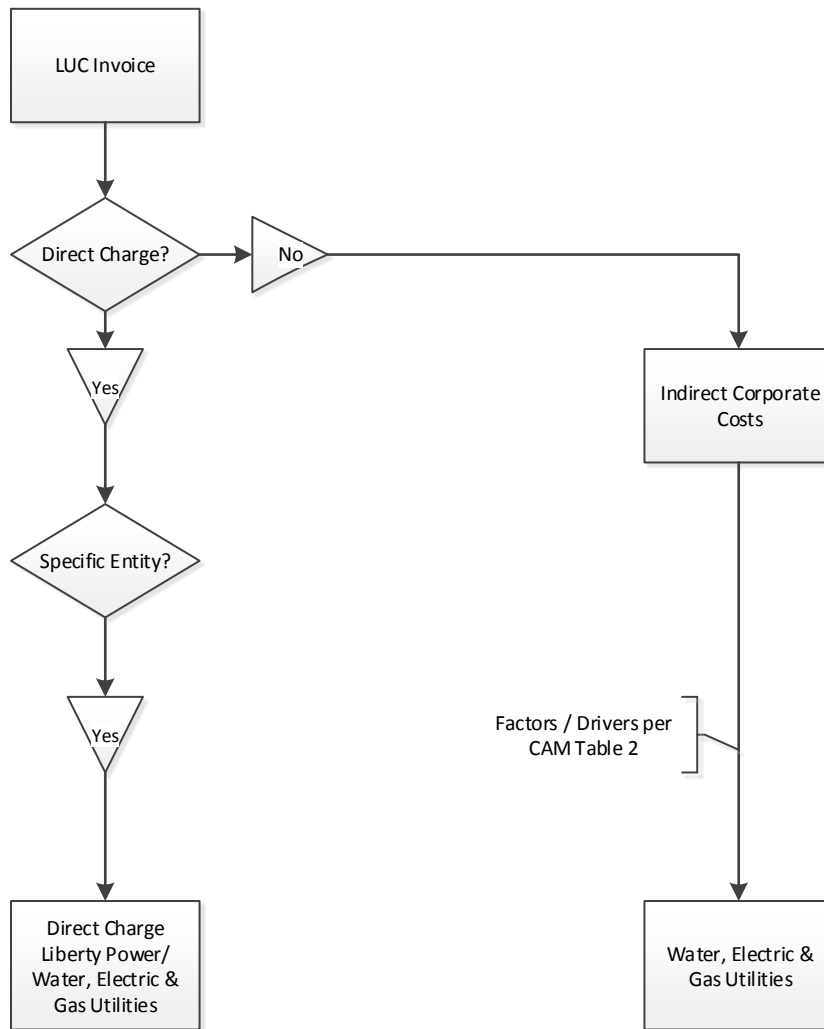 LUC Invoice
Direct Charge?
No
Yes
Indirect Corporate
Costs
Specific Entity?
Yes
Factors / Drivers per
CAM Table 2
Direct Charge
Liberty Power/
Water, Electric &
Gas Utilities
Water, Electric &
Gas Utilities